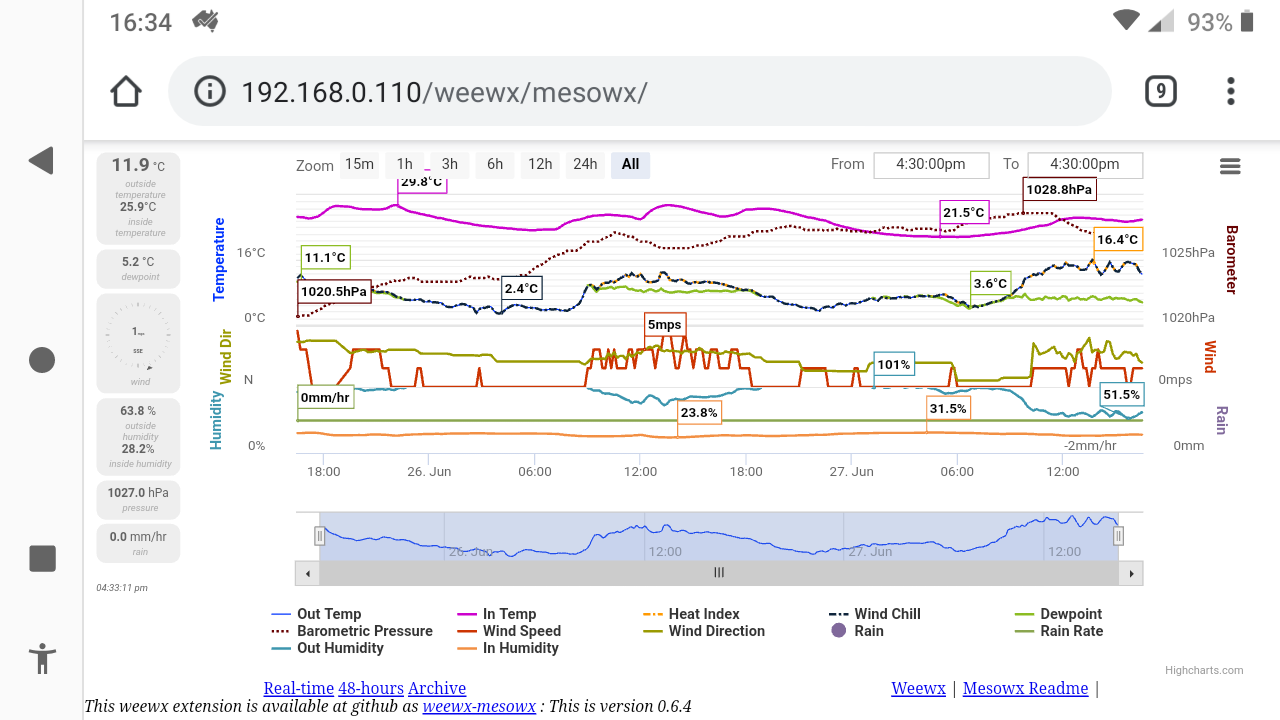 16:34
93%
192.168.0.110/weewx/mesowx/
9
11.9 °C
outside
temperature
25.9°C
inside
temperature
5.2 °C
dewpoint
1
SSE
wind
63.8 %
outside
humidity
28.2%
inside humidity
1027.0 hPa
pressure
0.0 mm/hr
rain
04:33:11 pm
Zoom 15m 1h 3h 6h 12h 24h All
From 4:30:00pm To 4:30:00pm
29.8°C
1028.8hPa
21.5°C
16.4°C
11.1°C
1020.5hPa
2.4°C
3.6°C
5mps
101%
0mm/hr
23.8%
31.5%
51.5%
-2mm/hr
Temperature
16°C
0°C
Wind Dir
N
Humidity
0%
Barometer
1025hPa
1020hPa
Wind
0mps
Rain
0mm
18:00 26. Jun 06:00 12:00 18:00 27. Jun 06:00 12:00
26. Jun 12:00 27. Jun 12:00
Out Temp In Temp Heat Index Wind Chill Dewpoint
Barometric Pressure Wind Speed Wind Direction Rain Rain Rate
Out Humidity In Humidity
Highcharts.com
Real-time 48-hours Archive
Weewx | Mesowx Readme |
This weewx extension is available at github as weewx-mesowx : This is version 0.6.4